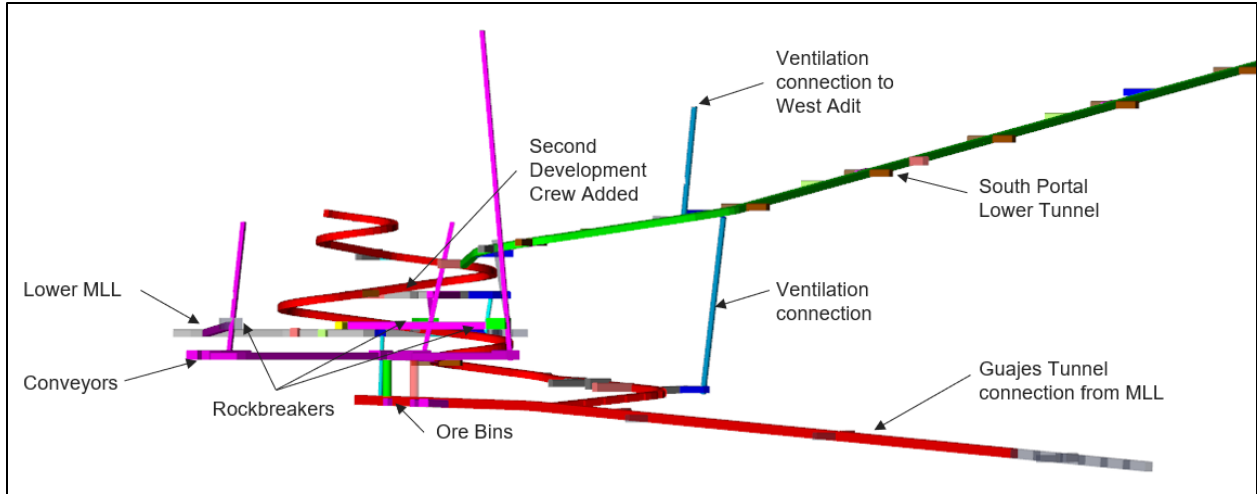 Ventilation
connection to
West Adit
Second
Development
Crew Added
South Portal
Lower Tunnel
Lower MLL
Ventilation
connection
Conveyors
Rockbreakers
Ore Bins
Guajes Tunnel
connection from MLL